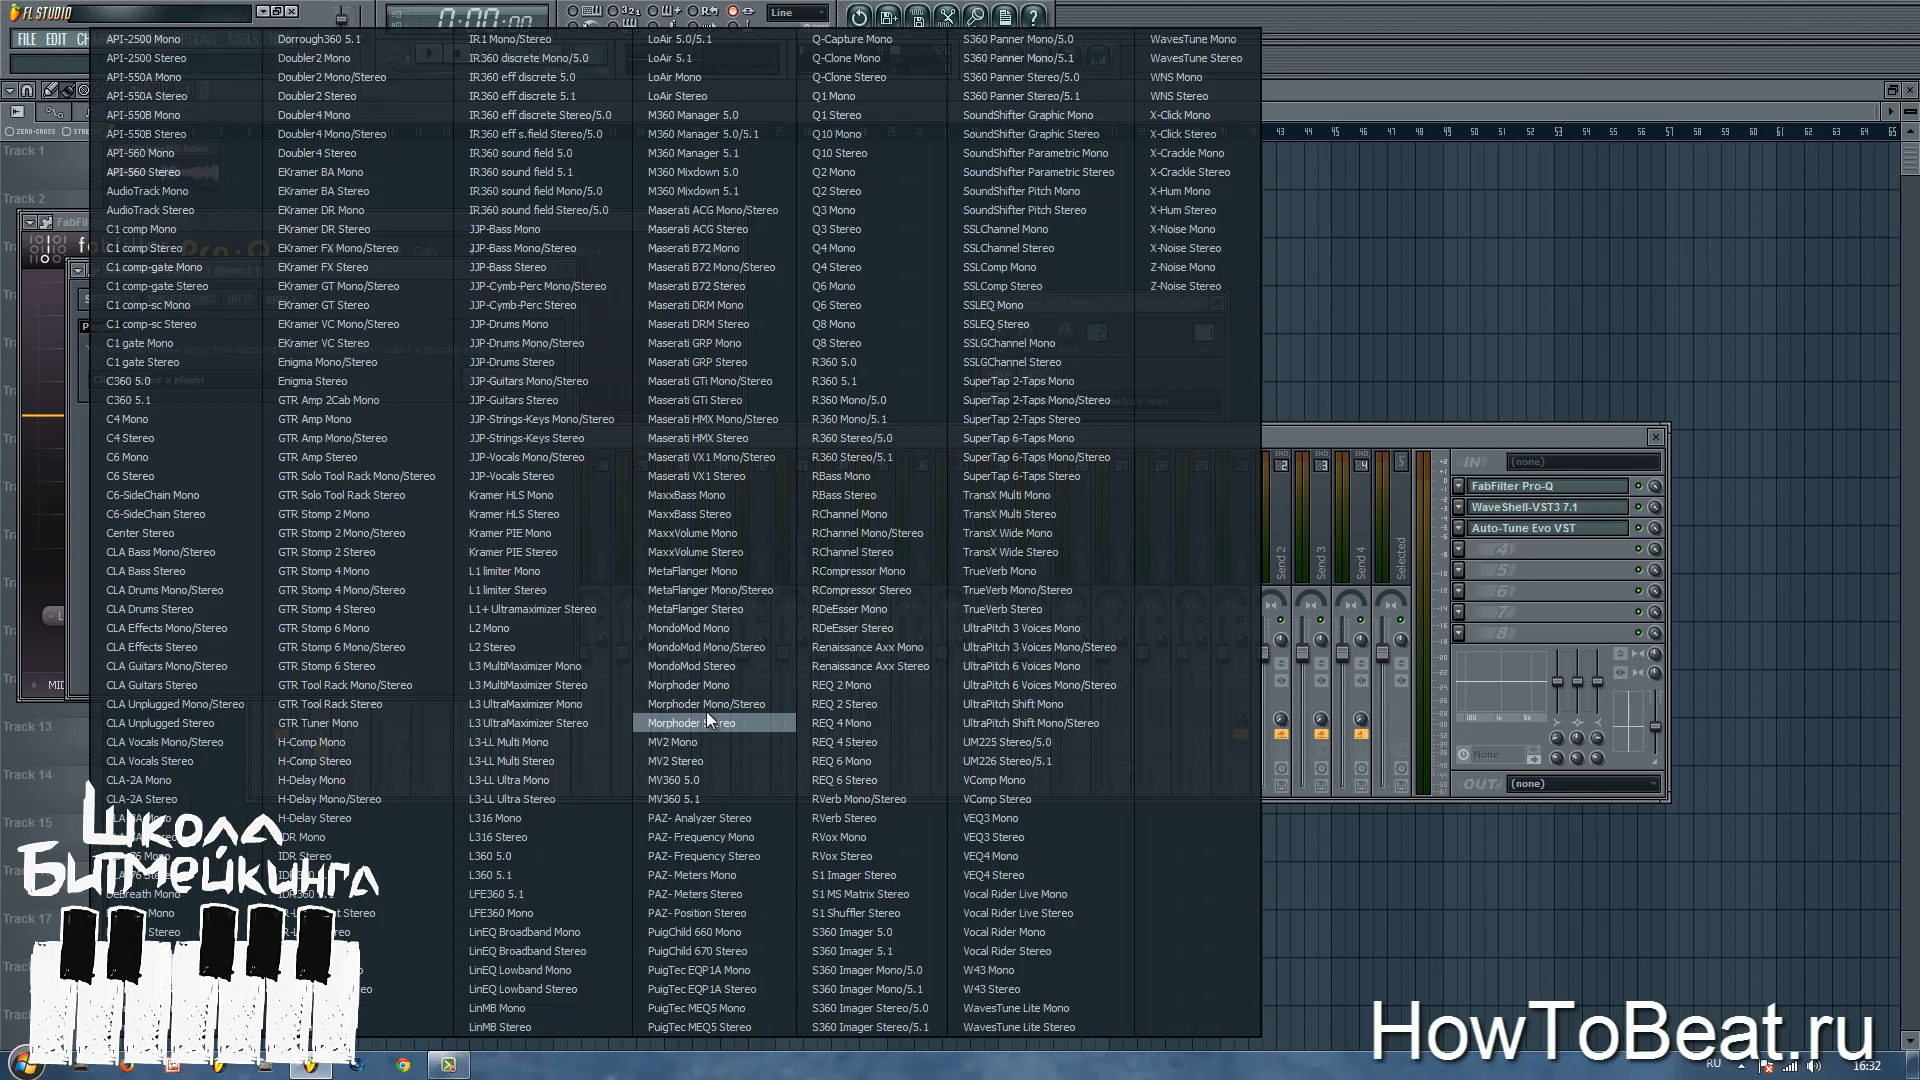 FL STUDIO
0:00:00
Line
FILE EDIT
API-2500 Mono
API-2500 Stereo
API-550A Mono
API-550A Stereo
API-550B Mono
API-550B Stereo
API-560 Mono
API-560 Stereo
AudioTrack Mono
AudioTrack Stereo
C1 comp Mono
C1 comp Stereo
C1 comp-gate Mono
C1 comp-gate Stereo
C1 comp-sc Mono
C1 comp-sc Stereo
C1 gate Mono
C1 gate Stereo
C360 5.0
C360 5.1
C4 Mono
C4 Stereo
C6 Mono
C6 Stereo
C6-SideChain Mono
C6-SideChain Stereo
Center Stereo
CLA Bass Mono/Stereo
CLA Bass Stereo
CLA Drums Mono/Stereo
CLA Drums Stereo
CLA Effects Mono/Stereo
CLA Effects Stereo
CLA Guitars Mono/Stereo
CLA Guitars Stereo
CLA Unplugged Mono/Stereo
CLA Unplugged Stereo
CLA Vocals Mono/Stereo
CLA Vocals Stereo
CLA-2A Mono
CLA-2A Stereo
DeBreath Mono
Dorrough360 5.1
Doubler2 Mono
Doubler2 Mono/Stereo
Doubler2 Stereo
Doubler4 Mono
Doubler4 Mono/Stereo
Doubler4 Stereo
EKramer BA Mono
EKramer BA Stereo
EKramer DR Mono
EKramer DR Stereo
EKramer FX Mono/Stereo
EKramer FX Stereo
EKramer GT Mono/Stereo
EKramer GT Stereo
EKramer VC Mono/Stereo
EKramer VC Stereo
Enigma Mono/Stereo
Enigma Stereo
GTR Amp 2Cab Mono
GTR Amp Mono
GTR Amp Mono/Stereo
GTR Amp Stereo
GTR Solo Tool Rack Mono/Stereo
GTR Solo Tool Rack Stereo
GTR Stomp 2 Mono
GTR Stomp 2 Mono/Stereo
GTR Stomp 2 Stereo
GTR Stomp 4 Mono
GTR Stomp 4 Mono/Stereo
GTR Stomp 4 Stereo
GTR Stomp 6 Mono
GTR Stomp 6 Mono/Stereo
GTR Stomp 6 Stereo
GTR Tool Rack Mono/Stereo
GTR Tool Rack Stereo
GTR Tuner Mono
H-Comp Mono
H-Comp Stereo
H-Delay Mono
H-Delay Mono/Stereo
H-Delay Stereo
IDR Mono
IDR Stereo
IR1 Mono/Stereo
IR360 discrete Mono/5.0
IR360 eff discrete 5.0
IR360 eff discrete 5.1
IR360 eff discrete Stereo/5.0
IR360 eff s.field Stereo/5.0
IR360 sound field 5.0
IR360 sound field 5.1
IR360 sound field Mono/5.0
IR360 sound field Stereo/5.0
JJP-Bass Mono
JJP-Bass Mono/Stereo
JJP-Bass Stereo
JJP-Cymb-Perc Mono/Stereo
JJP-Cymb-Perc Stereo
JJP-Drums Mono
JJP-Drums Mono/Stereo
JJP-Drums Stereo
JJP-Guitars Mono/Stereo
JJP-Guitars Stereo
JJP-Strings-Keys Mono/Stereo
JJP-Strings-Keys Stereo
JJP-Vocals Mono/Stereo
JJP-Vocals Stereo
Kramer HLS Mono
Kramer HLS Stereo
Kramer PIE Mono
Kramer PIE Stereo
L1 limiter Mono
L1 limiter Stereo
L1+ Ultramaximizer Stereo
L2 Mono
L2 Stereo
L3 MultiMaximizer Mono
L3 MultiMaximizer Stereo
L3 UltraMaximizer Mono
L3 UltraMaximizer Stereo
L3-LL Multi Mono
L3-LL Multi Stereo
L3-LL Ultra Mono
L3-LL Ultra Stereo
L316 Mono
L316 Stereo
L360 5.0
L360 5.1
LFE360 5.1
LFE360 Mono
LinEQ Broadband Mono
LinEQ Broadband Stereo
LinEQ Lowband Mono
LinEQ Lowband Stereo
LinMB Mono
LinMB Stereo
LoAir 5.0/5.1
LoAir 5.1
LoAir Mono
LoAir Stereo
M360 Manager 5.0
M360 Manager 5.0/5.1
M360 Manager 5.1
M360 Mixdown 5.0
M360 Mixdown 5.1
Maserati ACG Mono/Stereo
Maserati ACG Stereo
Maserati B72 Mono
Maserati B72 Mono/Stereo
Maserati B72 Stereo
Maserati DRM Mono
Maserati DRM Stereo
Maserati GRP Mono
Maserati GRP Stereo
Maserati GTi Mono/Stereo
Maserati GTi Stereo
Maserati HMX Mono/Stereo
Maserati HMX Stereo
Maserati VX1 Mono/Stereo
Maserati VX1 Stereo
MaxxBass Mono
MaxxBass Stereo
MaxxVolume Mono
MaxxVolume Stereo
MetaFlanger Mono
MetaFlanger Mono/Stereo
MetaFlanger Stereo
MondoMod Mono
MondoMod Mono/Stereo
MondoMod Stereo
Morphoder Mono
Morphoder Mono/Stereo
Morphoder Stereo
MV2 Mono
MV2 Stereo
MV360 5.0
MV360 5.1
PAZ- Analyzer Stereo
PAZ- Frequency Mono
PAZ- Frequency Stereo
PAZ- Meters Mono
PAZ- Meters Stereo
PAZ- Position Stereo
PuigChild 660 Mono
PuigChild 670 Stereo
PuigTec EQP1A Mono
PuigTec EQP1A Stereo
PuigTec MEQ5 Mono
PuigTec MEQ5 Stereo
Q-Capture Mono
Q-Clone Mono
Q-Clone Stereo
Q1 Mono
Q1 Stereo
Q10 Mono
Q10 Stereo
Q2 Mono
Q2 Stereo
Q3 Mono
Q3 Stereo
Q4 Mono
Q4 Stereo
Q6 Mono
Q6 Stereo
Q8 Mono
Q8 Stereo
R360 5.0
R360 5.1
R360 Mono/5.0
R360 Mono/5.1
R360 Stereo/5.0
R360 Stereo/5.1
RBass Mono
RBass Stereo
RChannel Mono
RChannel Mono/Stereo
RChannel Stereo
RCompressor Mono
RCompressor Stereo
RDeEsser Mono
RDeEsser Stereo
Renaissance Axx Mono
Renaissance Axx Stereo
REQ 2 Mono
REQ 2 Stereo
REQ 4 Mono
REQ 4 Stereo
REQ 6 Mono
REQ 6 Stereo
RVerb Mono/Stereo
RVerb Stereo
RVox Mono
RVox Stereo
S1 Imager Stereo
S1 MS Matrix Stereo
S1 Shuffler Stereo
S360 Imager 5.0
S360 Imager 5.1
S360 Imager Mono/5.0
S360 Imager Mono/5.1
S360 Imager Stereo/5.0
S360 Imager Stereo/5.1
S360 Panner Mono/5.0
S360 Panner Mono/5.1
S360 Panner Stereo/5.0
S360 Panner Stereo/5.1
SoundShifter Graphic Mono
SoundShifter Graphic Stereo
SoundShifter Parametric Mono
SoundShifter Parametric Stereo
SoundShifter Pitch Mono
SoundShifter Pitch Stereo
SSLChannel Mono
SSLChannel Stereo
SSLComp Mono
SSLComp Stereo
SSLEQ Mono
SSLEQ Stereo
SSLGChannel Mono
SSLGChannel Stereo
SuperTap 2-Taps Mono
SuperTap 2-Taps Mono/Stereo
SuperTap 2-Taps Stereo
SuperTap 6-Taps Mono
SuperTap 6-Taps Mono/Stereo
SuperTap 6-Taps Stereo
TransX Multi Mono
TransX Multi Stereo
TransX Wide Mono
TransX Wide Stereo
TrueVerb Mono
TrueVerb Mono/Stereo
TrueVerb Stereo
UltraPitch 3 Voices Mono
UltraPitch 3 Voices Mono/Stereo
UltraPitch 6 Voices Mono
UltraPitch 6 Voices Mono/Stereo
UltraPitch Shift Mono
UltraPitch Shift Mono/Stereo
UM225 Stereo/5.0
UM226 Stereo/5.1
VComp Mono
VComp Stereo
VEQ3 Mono
VEQ3 Stereo
VEQ4 Mono
VEQ4 Stereo
Vocal Rider Live Mono
Vocal Rider Live Stereo
Vocal Rider Mono
Vocal Rider Stereo
W43 Mono
W43 Stereo
WavesTune Lite Mono
WavesTune Lite Stereo
WavesTune Mono
WavesTune Stereo
WNS Mono
WNS Stereo
X-Click Mono
X-Click Stereo
X-Crackle Mono
X-Crackle Stereo
X-Hum Mono
X-Hum Stereo
X-Noise Mono
X-Noise Stereo
Z-Noise Mono
Z-Noise Stereo
43 44 45 46 47 48 49 50 51 52 53 54 55 56 57
Track 1
Track 2
Track 13
Track 14
Track 15
Track 17
IN (none)
FabFilter Pro-Q
WaveShell-VST3 7.1
Auto-Tune Evo VST
4
5
6
7
8
Send 2
Send 3
Send 4
Selected
None
OUT (none)
Школа
Битмейкинга
HowToBeat.ru
RU
16:32